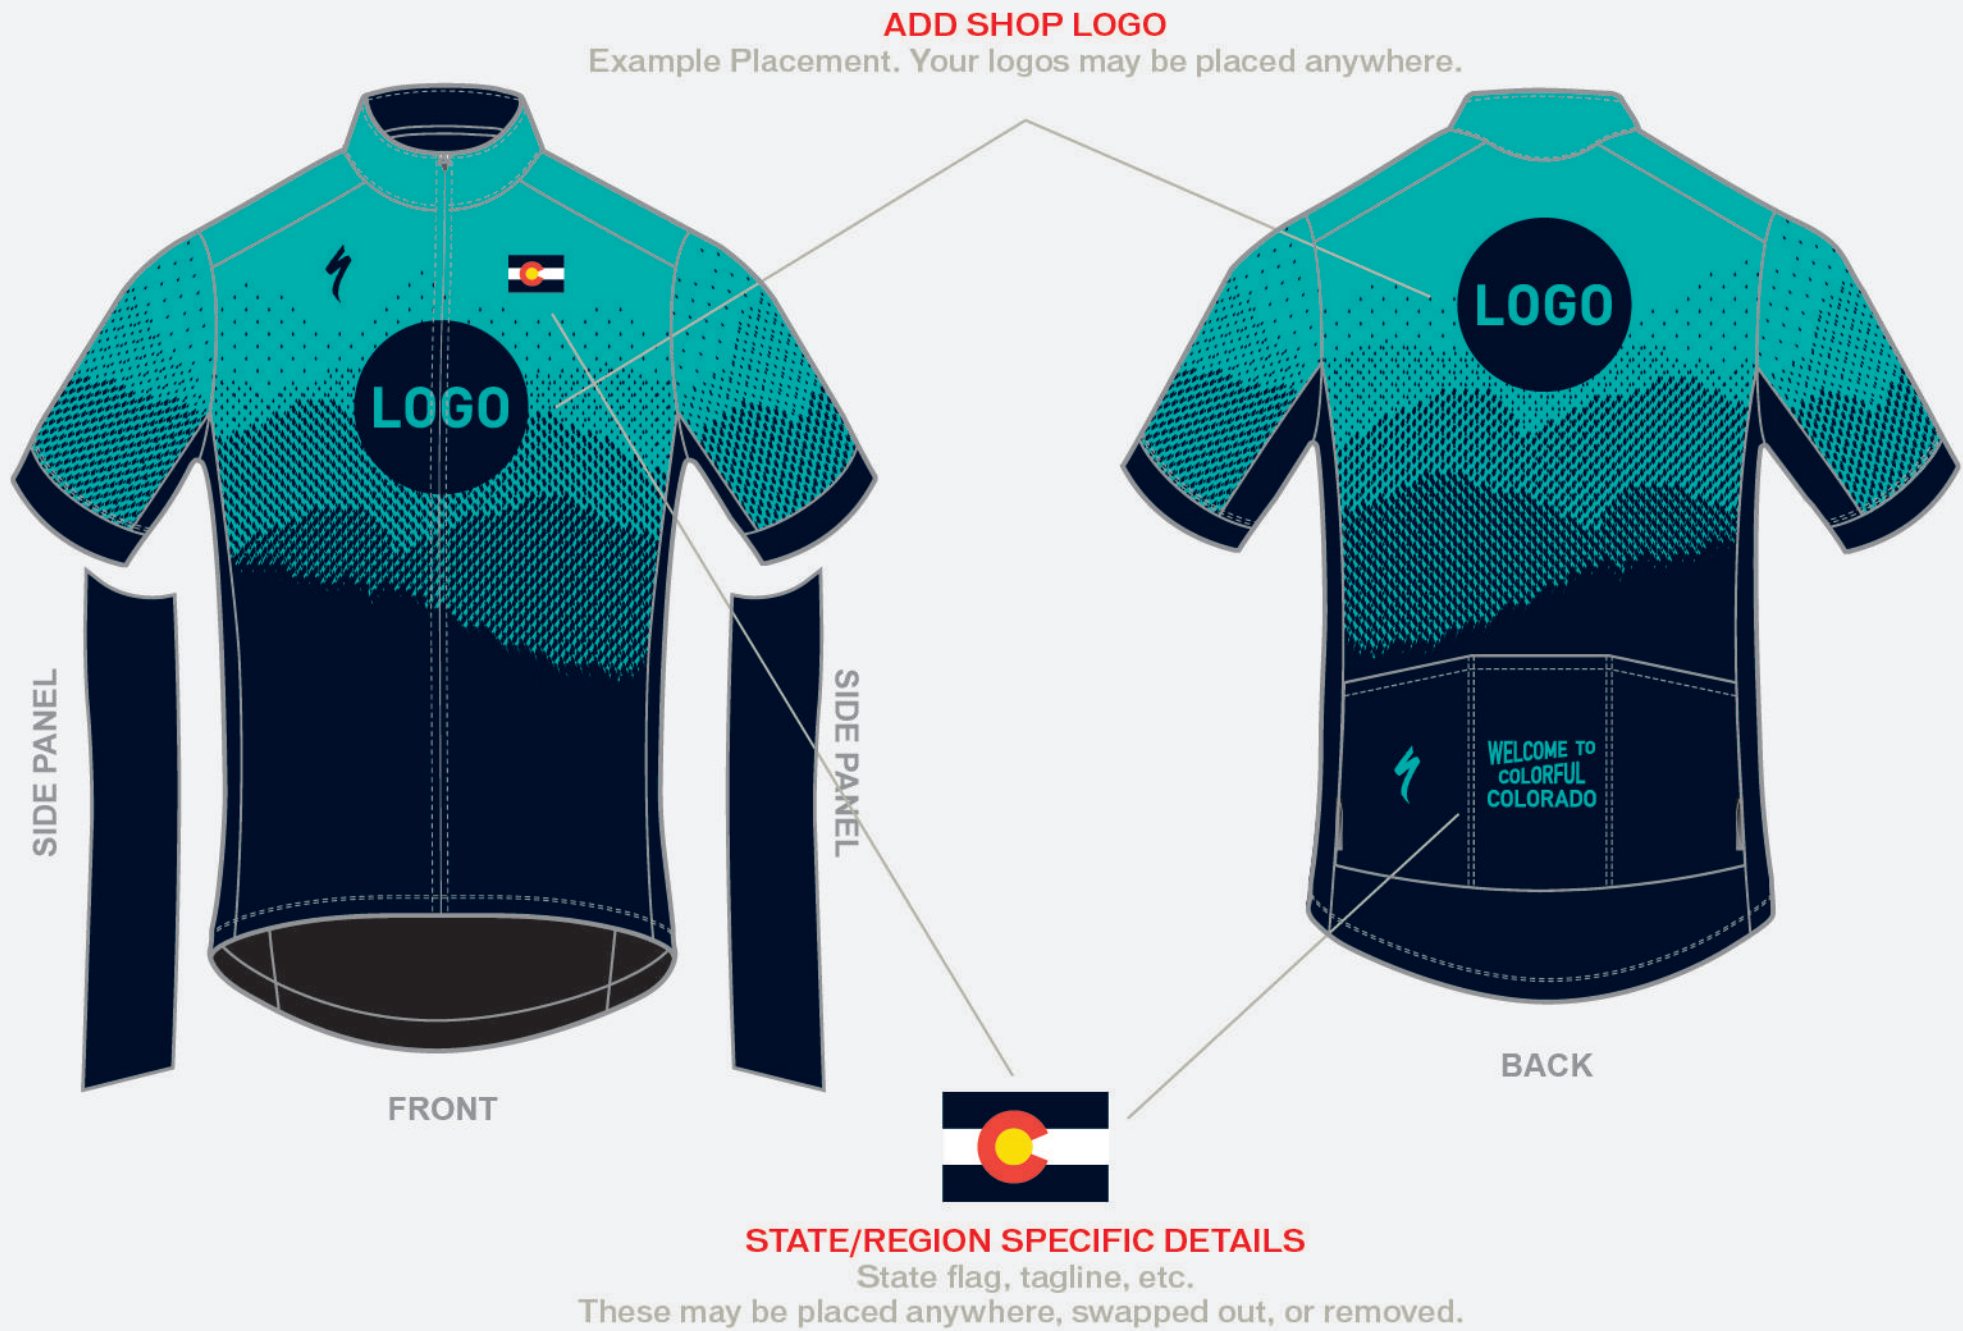 ADD SHOP LOGO
Example Placement. Your logos may be placed anywhere.
LOGO
LOGO
SIDE PANEL
SIDE PANEL
WELCOME TO
COLORFUL
COLORADO
FRONT
BACK
STATE/REGION SPECIFIC DETAILS
State flag, tagline, etc.
These may be placed anywhere, swapped out, or removed.